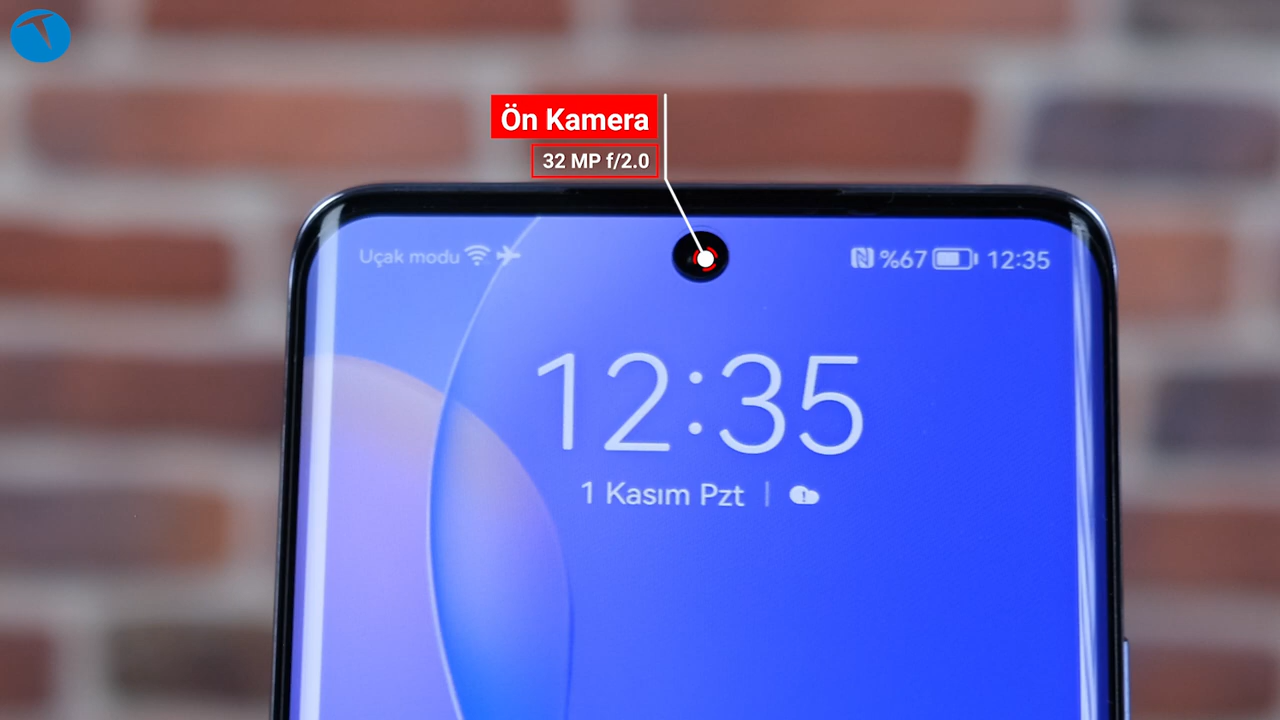 Ön Kamera
32 MP f/2.0
Uçak modu
%67 12:35
12:35
1 Kasım Pzt